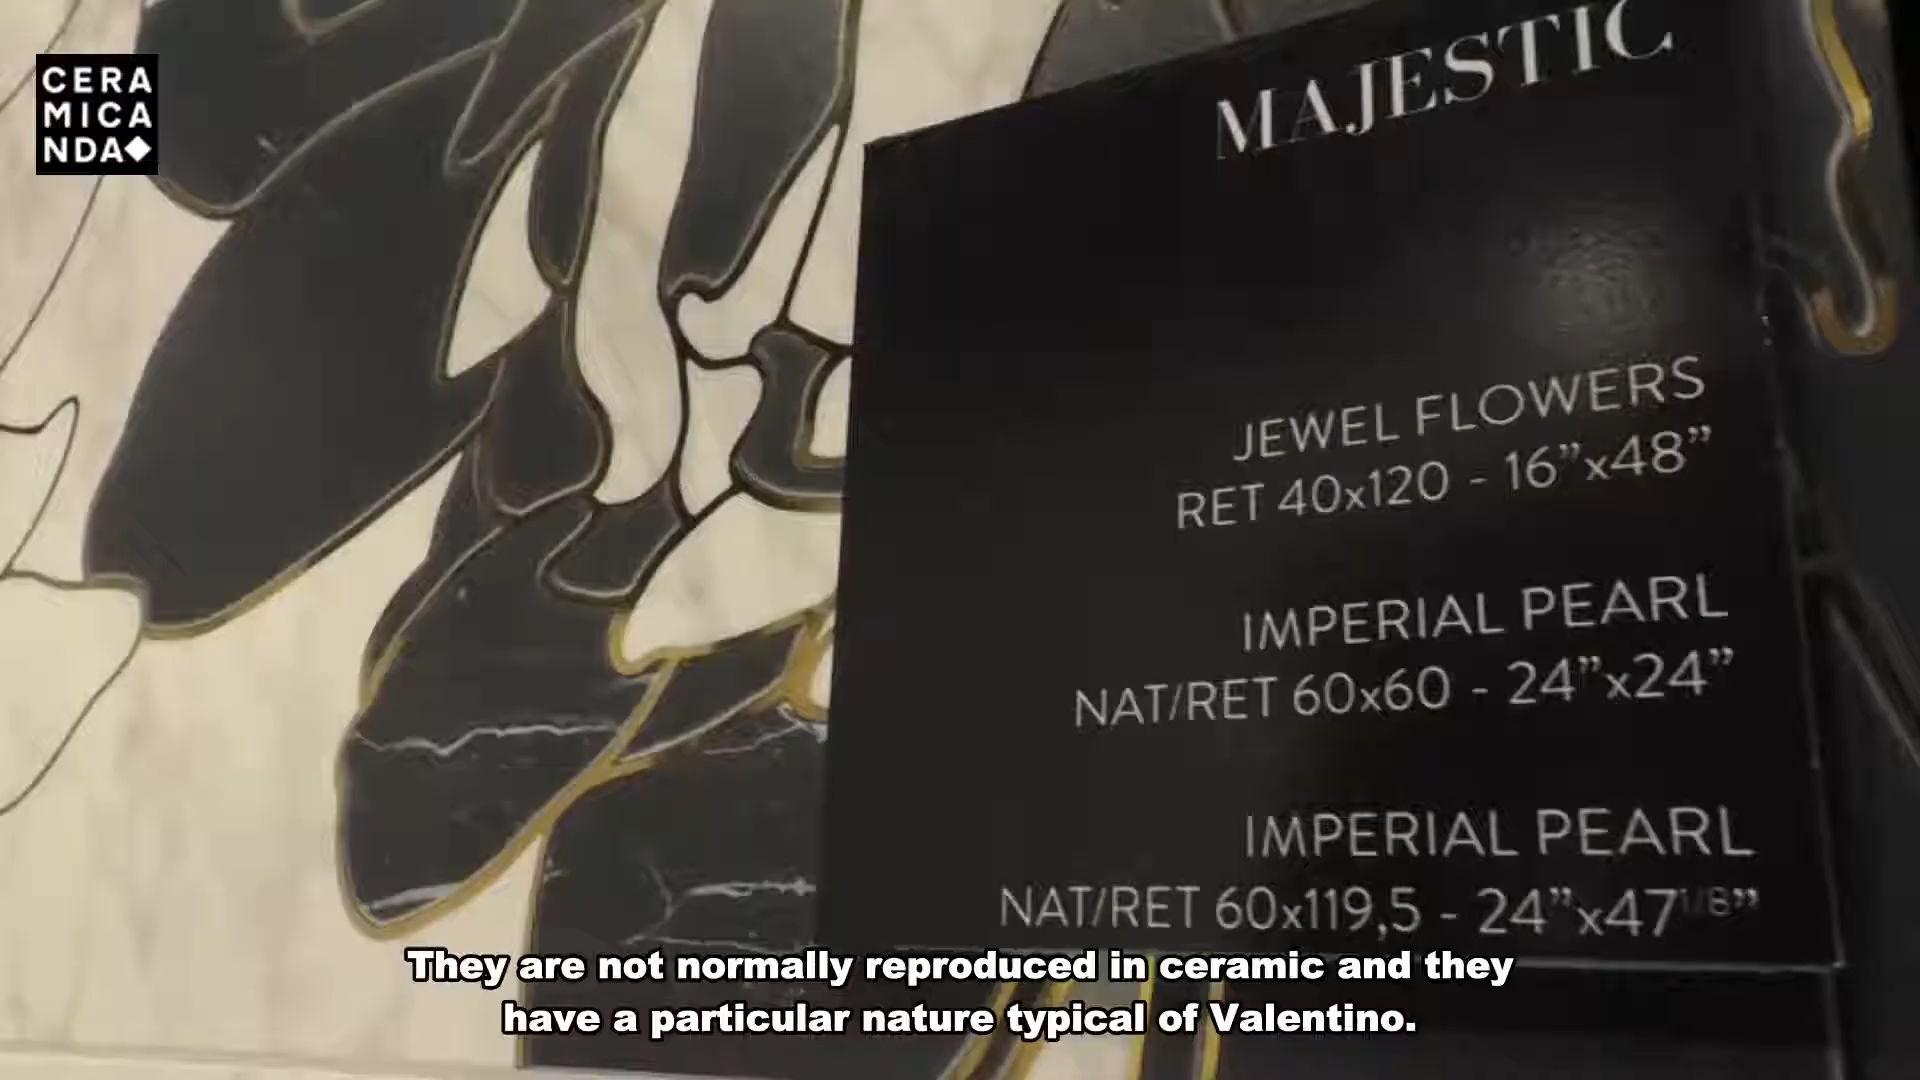 CERA
MICA
NDA
MAJESTIC
JEWEL FLOWERS
RET 40x120 - 16”x48”
IMPERIAL PEARL
NAT/RET 60x60 - 24”x24”
IMPERIAL PEARL
NAT/RET 60x119,5 - 24”x47 1/8”
They are not normally reproduced in ceramic and they
have a particular nature typical of Valentino.